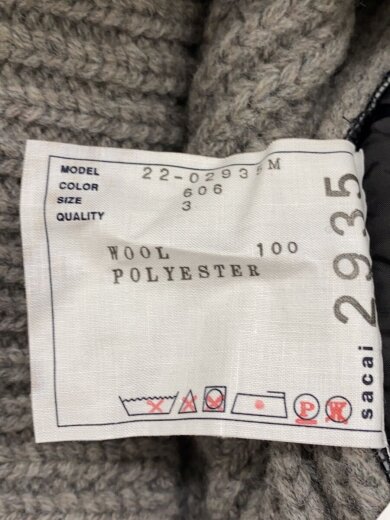 MODEL 22-02935M
COLOR 606
SIZE 3
QUALITY
WOOL 100
POLYESTER
P W
sacai 2935